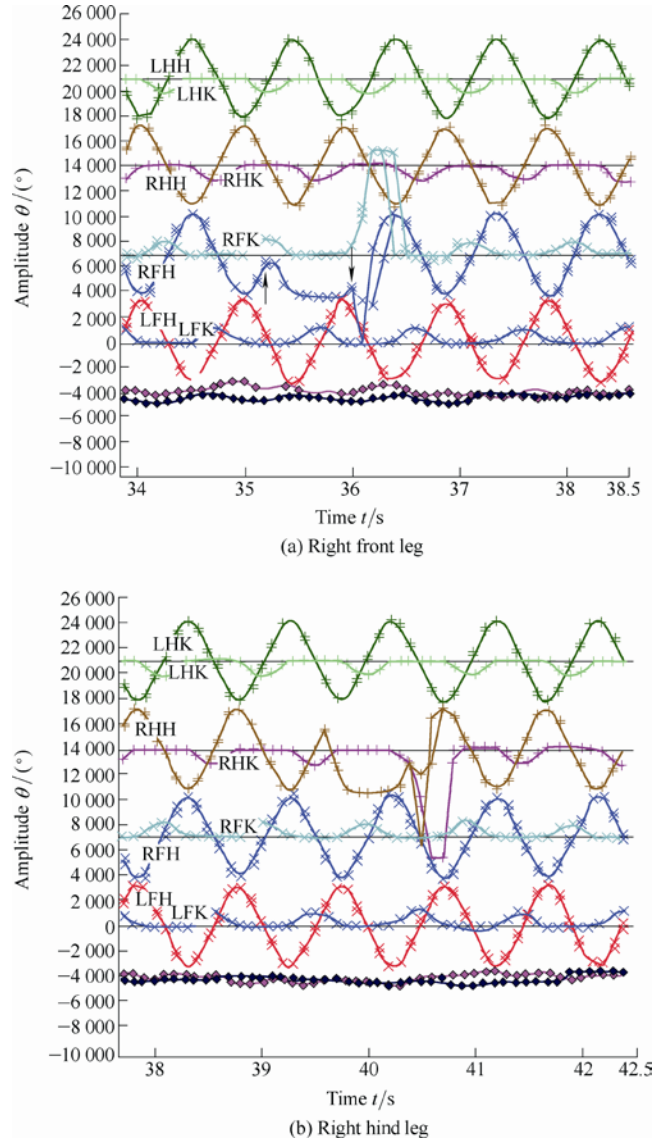 26 000
24 000
22 000
20 000
18 000
16 000
14 000
12 000
10 000
8 000
6 000
4 000
2 000
0
−2 000
−4 000
−6 000
−8 000
−10 000
Amplitude θ/(°)
LHH
LHK
RHH
RHK
RFK
RFH
LFH
LFK
34
35
36
37
38
38.5
Time t/s
(a) Right front leg
26 000
24 000
22 000
20 000
18 000
16 000
14 000
12 000
10 000
8 000
6 000
4 000
2 000
0
−2 000
−4 000
−6 000
−8 000
−10 000
Amplitude θ/(°)
LHK
LHK
RHH
RHK
RFK
RFH
LFH
LFK
38
39
40
41
42
42.5
Time t/s
(b) Right hind leg